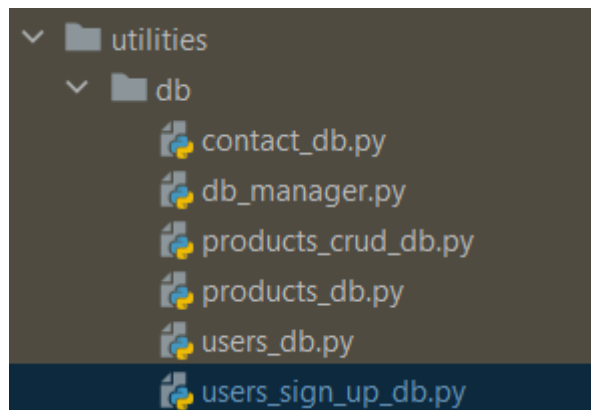 utilities
db
contact_db.py
db_manager.py
products_crud_db.py
products_db.py
users_db.py
users_sign_up_db.py